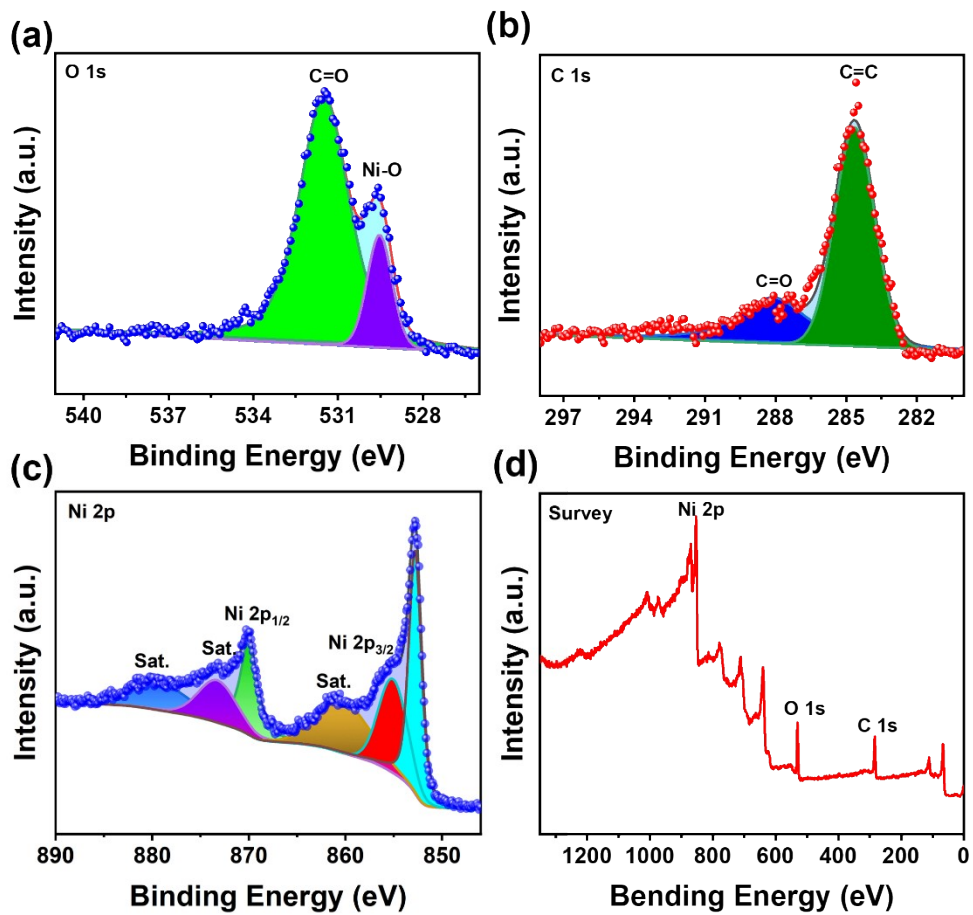 (a)
O 1s
C=O
Ni-O
Intensity (a.u.)
540 537 534 531 528
Binding Energy (eV)
(b)
C 1s
C=C
C=O
Intensity (a.u.)
297 294 291 288 285 282
Binding Energy (eV)
(c)
Ni 2p
Ni 2p1/2
Sat.
Sat.
Ni 2p3/2
Sat.
Intensity (a.u.)
890 880 870 860 850
Binding Energy (eV)
(d)
Survey
Ni 2p
O 1s
C 1s
Intensity (a.u.)
1200 1000 800 600 400 200 0
Bending Energy (eV)